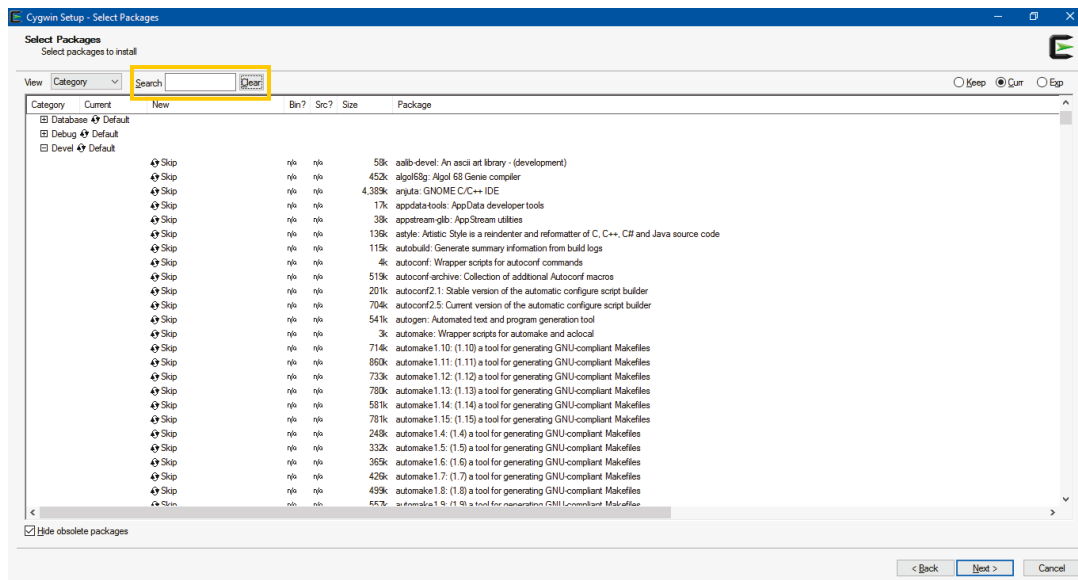 Cygwin Setup - Select Packages
Select Packages
Select packages to install
View Category Search Clear Keep Curr Exp
Category Current New Bin? Src? Size Package
Database Default
Debug Default
Devel Default
Skip n/a n/a 58k aalib-devel: An ascii art library - (development)
Skip n/a n/a 452k algol68g: Algol 68 Genie compiler
Skip n/a n/a 4,389k anjuta: GNOME C/C++ IDE
Skip n/a n/a 17k appdata-tools: AppData developer tools
Skip n/a n/a 38k appstream-glib: AppStream utilities
Skip n/a n/a 136k astyle: Artistic Style is a reindenter and reformatter of C, C++, C# and Java source code
Skip n/a n/a 115k autobuild: Generate summary information from build logs
Skip n/a n/a 4k autoconf: Wrapper scripts for autoconf commands
Skip n/a n/a 519k autoconf-archive: Collection of additional Autoconf macros
Skip n/a n/a 201k autoconf2.1: Stable version of the automatic configure script builder
Skip n/a n/a 704k autoconf2.5: Current version of the automatic configure script builder
Skip n/a n/a 541k autogen: Automated text and program generation tool
Skip n/a n/a 3k automake: Wrapper scripts for automake and aclocal
Skip n/a n/a 714k automake1.10: (1.10) a tool for generating GNU-compliant Makefiles
Skip n/a n/a 860k automake1.11: (1.11) a tool for generating GNU-compliant Makefiles
Skip n/a n/a 733k automake1.12: (1.12) a tool for generating GNU-compliant Makefiles
Skip n/a n/a 780k automake1.13: (1.13) a tool for generating GNU-compliant Makefiles
Skip n/a n/a 581k automake1.14: (1.14) a tool for generating GNU-compliant Makefiles
Skip n/a n/a 781k automake1.15: (1.15) a tool for generating GNU-compliant Makefiles
Skip n/a n/a 248k automake1.4: (1.4) a tool for generating GNU-compliant Makefiles
Skip n/a n/a 332k automake1.5: (1.5) a tool for generating GNU-compliant Makefiles
Skip n/a n/a 365k automake1.6: (1.6) a tool for generating GNU-compliant Makefiles
Skip n/a n/a 426k automake1.7: (1.7) a tool for generating GNU-compliant Makefiles
Skip n/a n/a 499k automake1.8: (1.8) a tool for generating GNU-compliant Makefiles
Skip n/a n/a 557k automake1.9: (1.9) a tool for generating GNU-compliant Makefiles
Hide obsolete packages
< Back Next > Cancel